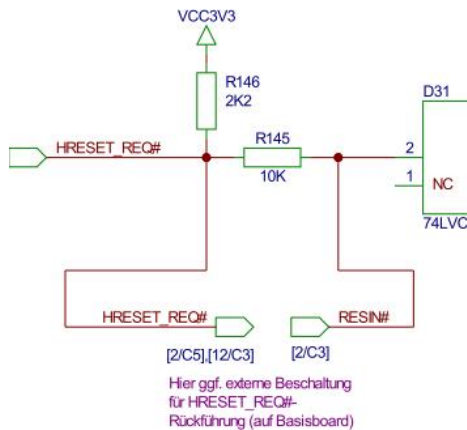 VCC3V3
R146
2K2
D31
HRESET_REQ#
R145
10K
2
1
NC
74LVC
HRESET_REQ#
RESIN#
[2/C5],[12/C3]
[2/C3]
Hier ggf. externe Beschaltung
für HRESET_REQ#-
Rückführung (auf Basisboard)